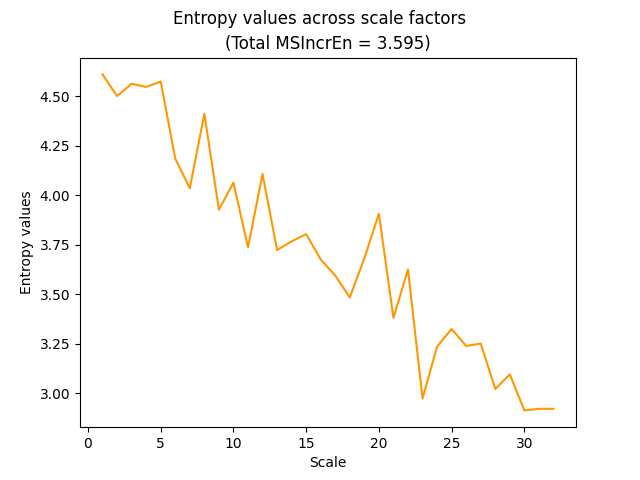 Entropy values across scale factors
(Total MSIncrEn = 3.595)
Entropy values
4.50
4.25
4.00
3.75
3.50
3.25
3.00
0 5 10 15 20 25 30
Scale